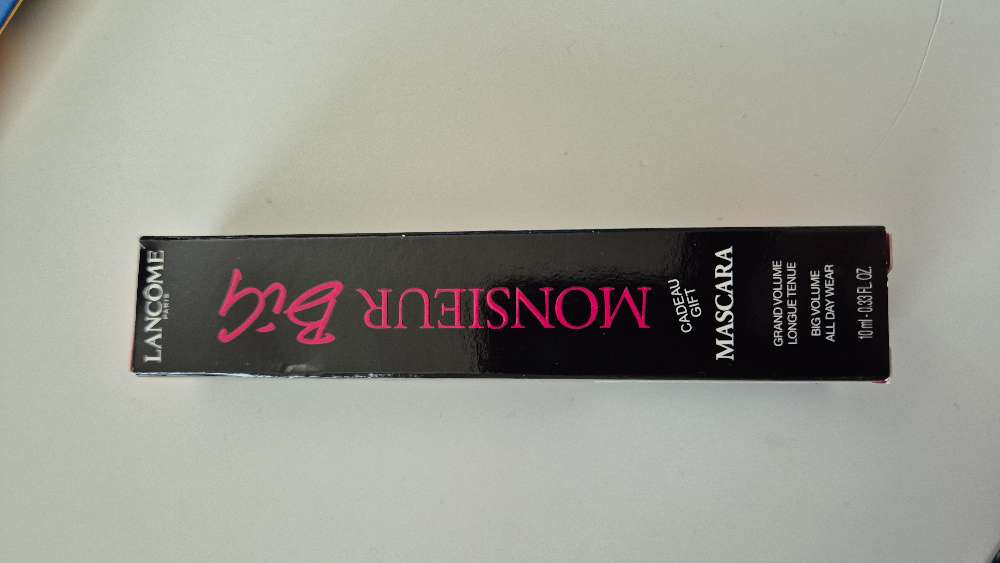 LANCÔME
PARIS
MONSIEUR BIG
CADEAU
GIFT
MASCARA
GRAND VOLUME
LONGUE TENUE
BIG VOLUME
ALL DAY WEAR
10 ml - 0.33 FL. OZ.